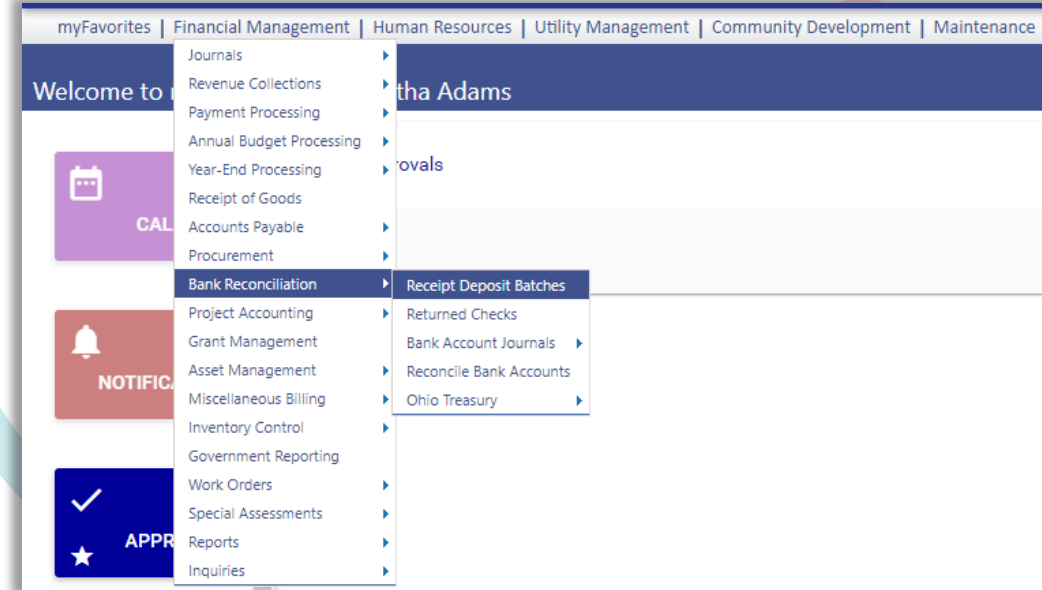 myFavorites | Financial Management | Human Resources | Utility Management | Community Development | Maintenance
Welcome to
tha Adams
Journals
Revenue Collections
Payment Processing
Annual Budget Processing
Year-End Processing
Receipt of Goods
Accounts Payable
Procurement
Bank Reconciliation
Project Accounting
Grant Management
Asset Management
Miscellaneous Billing
Inventory Control
Government Reporting
Work Orders
Special Assessments
Reports
Inquiries
Receipt Deposit Batches
Returned Checks
Bank Account Journals
Reconcile Bank Accounts
Ohio Treasury
ovals
CAL
NOTIFIC
APPR